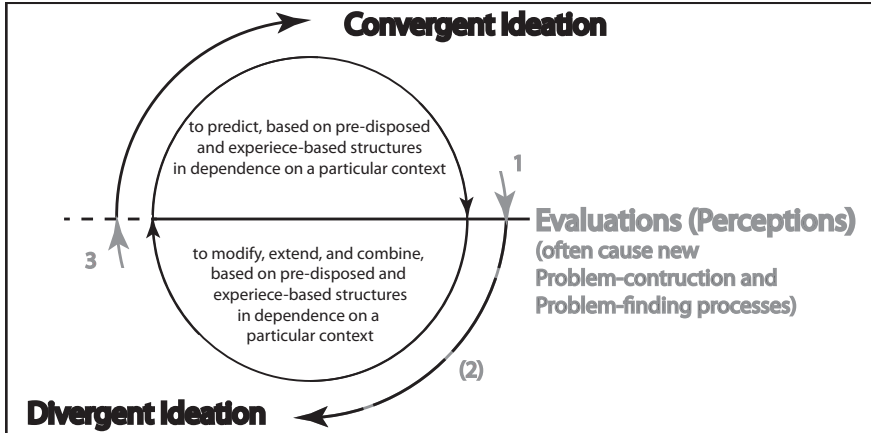 Convergent Ideation
to predict, based on pre-disposed
and experiece-based structures
in dependence on a particular context
1
Evaluations (Perceptions)
(often cause new
Problem-contruction and
Problem-finding processes)
3
to modify, extend, and combine,
based on pre-disposed and
experiece-based structures
in dependence on a
particular context
(2)
Divergent Ideation